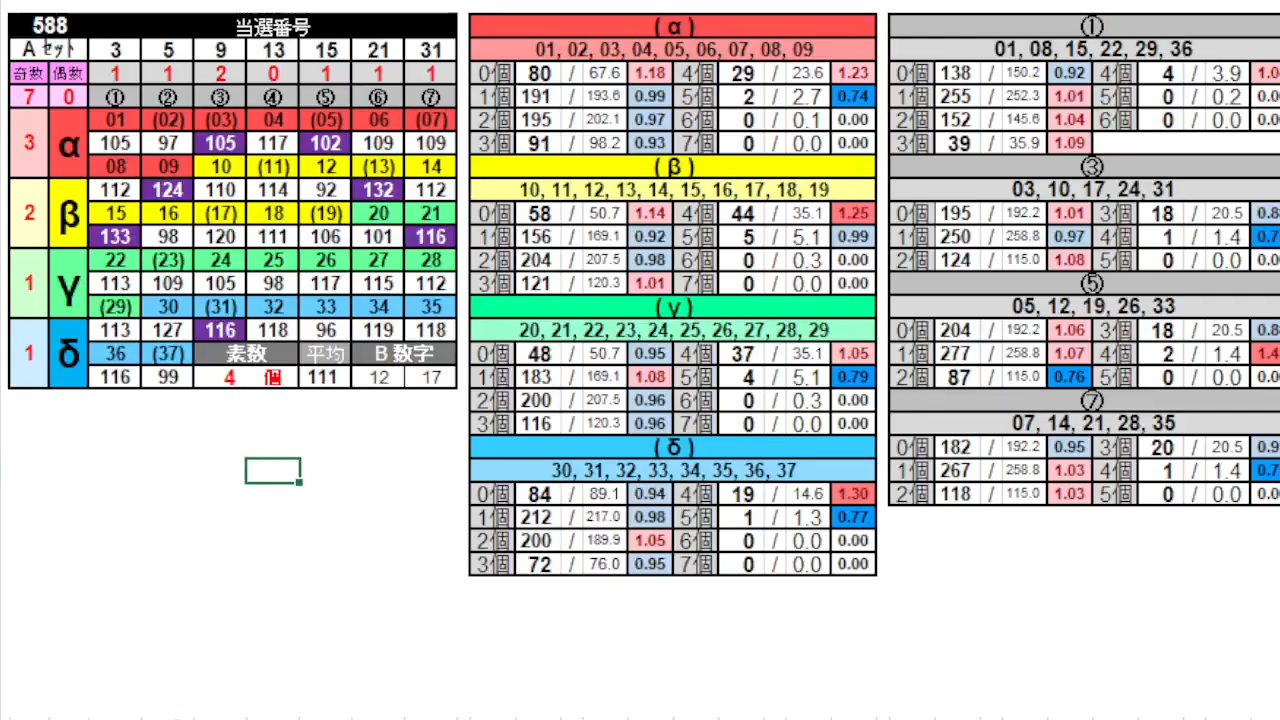 588 当選番号
A セット 3 5 9 13 15 21 31
奇数 偶数 1 1 2 0 1 1 1
7 0 ① ② ③ ④ ⑤ ⑥ ⑦
3 α 01 (02) (03) 04 (05) 06 (07)
105 97 105 117 102 109 109
08 09 10 (11) 12 (13) 14
2 β 112 124 110 114 92 132 112
15 16 (17) 18 (19) 20 21
133 98 120 111 106 101 116
1 γ 22 (23) 24 25 26 27 28
113 109 105 98 117 115 112
(29) 30 (31) 32 33 34 35
1 δ 113 127 116 118 96 119 118
36 (37) 素数 平均 B 数字
116 99 4 個 111 12 17
( α )
01, 02, 03, 04, 05, 06, 07, 08, 09
0個 80 / 67.6 1.18 4個 29 / 23.6 1.23
1個 191 / 193.6 0.99 5個 2 / 2.7 0.74
2個 195 / 202.1 0.97 6個 0 / 0.1 0.00
3個 91 / 98.2 0.93 7個 0 / 0.0 0.00
( β )
10, 11, 12, 13, 14, 15, 16, 17, 18, 19
0個 58 / 50.7 1.14 4個 44 / 35.1 1.25
1個 156 / 169.1 0.92 5個 5 / 5.1 0.99
2個 204 / 207.5 0.98 6個 0 / 0.3 0.00
3個 121 / 120.3 1.01 7個 0 / 0.0 0.00
( γ )
20, 21, 22, 23, 24, 25, 26, 27, 28, 29
0個 48 / 50.7 0.95 4個 37 / 35.1 1.05
1個 183 / 169.1 1.08 5個 4 / 5.1 0.79
2個 200 / 207.5 0.96 6個 0 / 0.3 0.00
3個 116 / 120.3 0.96 7個 0 / 0.0 0.00
( δ )
30, 31, 32, 33, 34, 35, 36, 37
0個 84 / 89.1 0.94 4個 19 / 14.6 1.30
1個 212 / 217.0 0.98 5個 1 / 1.3 0.77
2個 200 / 189.9 1.05 6個 0 / 0.0 0.00
3個 72 / 76.0 0.95 7個 0 / 0.0 0.00
①
01, 08, 15, 22, 29, 36
0個 138 / 150.2 0.92 4個 4 / 3.9 1.0
1個 255 / 252.3 1.01 5個 0 / 0.2 0.00
2個 152 / 145.6 1.04 6個 0 / 0.0 0.00
3個 39 / 35.9 1.09
③
03, 10, 17, 24, 31
0個 195 / 192.2 1.01 3個 18 / 20.5 0.8
1個 250 / 258.8 0.97 4個 1 / 1.4 0.7
2個 124 / 115.0 1.08 5個 0 / 0.0 0.00
⑤
05, 12, 19, 26, 33
0個 204 / 192.2 1.06 3個 18 / 20.5 0.8
1個 277 / 258.8 1.07 4個 2 / 1.4 1.4
2個 87 / 115.0 0.76 5個 0 / 0.0 0.00
⑦
07, 14, 21, 28, 35
0個 182 / 192.2 0.95 3個 20 / 20.5 0.9
1個 267 / 258.8 1.03 4個 1 / 1.4 0.7
2個 118 / 115.0 1.03 5個 0 / 0.0 0.00